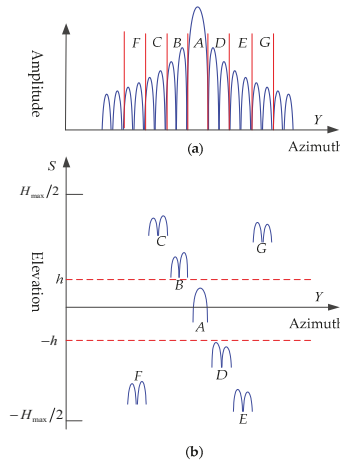 F C B A D E G
Amplitude
Y
Azimuth
(a)
S
H_max/2
C
G
Elevation
h
B
Y
A
Azimuth
−h
D
F
E
−H_max/2
(b)